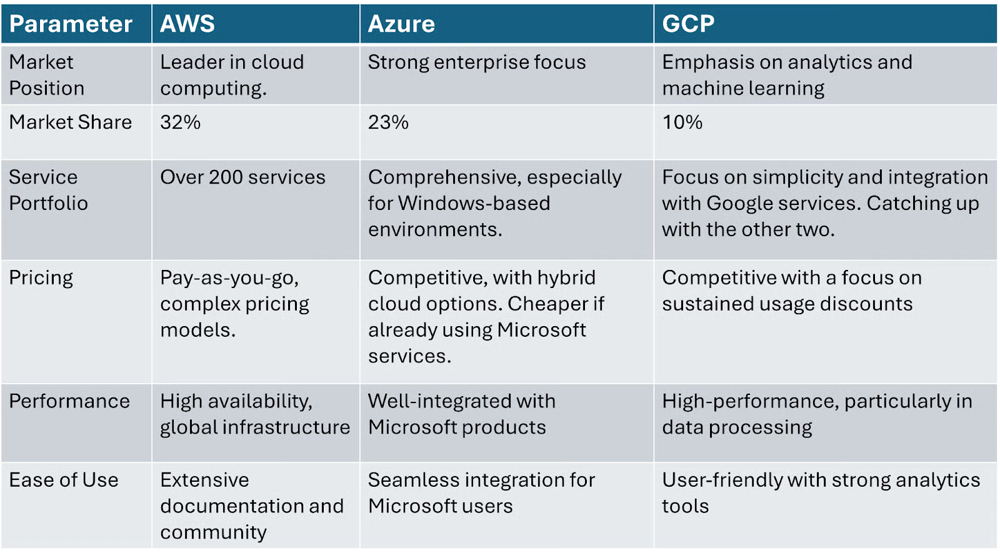 Parameter AWS Azure GCP
Market Position Leader in cloud computing. Strong enterprise focus Emphasis on analytics and machine learning
Market Share 32% 23% 10%
Service Portfolio Over 200 services Comprehensive, especially for Windows-based environments. Focus on simplicity and integration with Google services. Catching up with the other two.
Pricing Pay-as-you-go, complex pricing models. Competitive, with hybrid cloud options. Cheaper if already using Microsoft services. Competitive with a focus on sustained usage discounts
Performance High availability, global infrastructure Well-integrated with Microsoft products High-performance, particularly in data processing
Ease of Use Extensive documentation and community Seamless integration for Microsoft users User-friendly with strong analytics tools